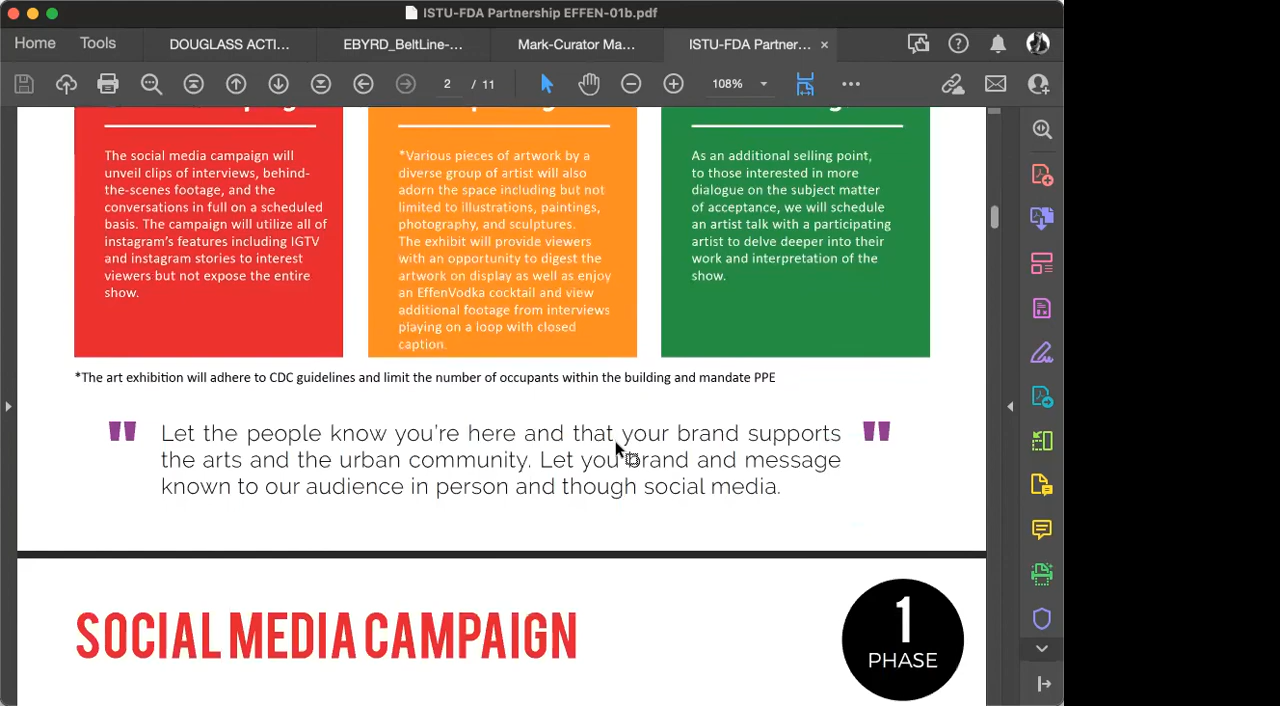 ISTU-FDA Partnership EFFEN-01b.pdf
Home Tools DOUGLASS ACTI... EBYRD_BeltLine-... Mark-Curator Ma... ISTU-FDA Partner... ×
2 / 11 108%
The social media campaign will
unveil clips of interviews, behind-
the-scenes footage, and the
conversations in full on a scheduled
basis. The campaign will utilize all of
instagram's features including IGTV
and instagram stories to interest
viewers but not expose the entire
show.
*Various pieces of artwork by a
diverse group of artist will also
adorn the space including but not
limited to illustrations, paintings,
photography, and sculptures.
The exhibit will provide viewers
with an opportunity to digest the
artwork on display as well as enjoy
an EffenVodka cocktail and view
additional footage from interviews
playing on a loop with closed
caption.
As an additional selling point,
to those interested in more
dialogue on the subject matter
of acceptance, we will schedule
an artist talk with a participating
artist to delve deeper into their
work and interpretation of the
show.
*The art exhibition will adhere to CDC guidelines and limit the number of occupants within the building and mandate PPE
" Let the people know you're here and that your brand supports "
the arts and the urban community. Let you brand and message
known to our audience in person and though social media.
SOCIAL MEDIA CAMPAIGN
1
PHASE